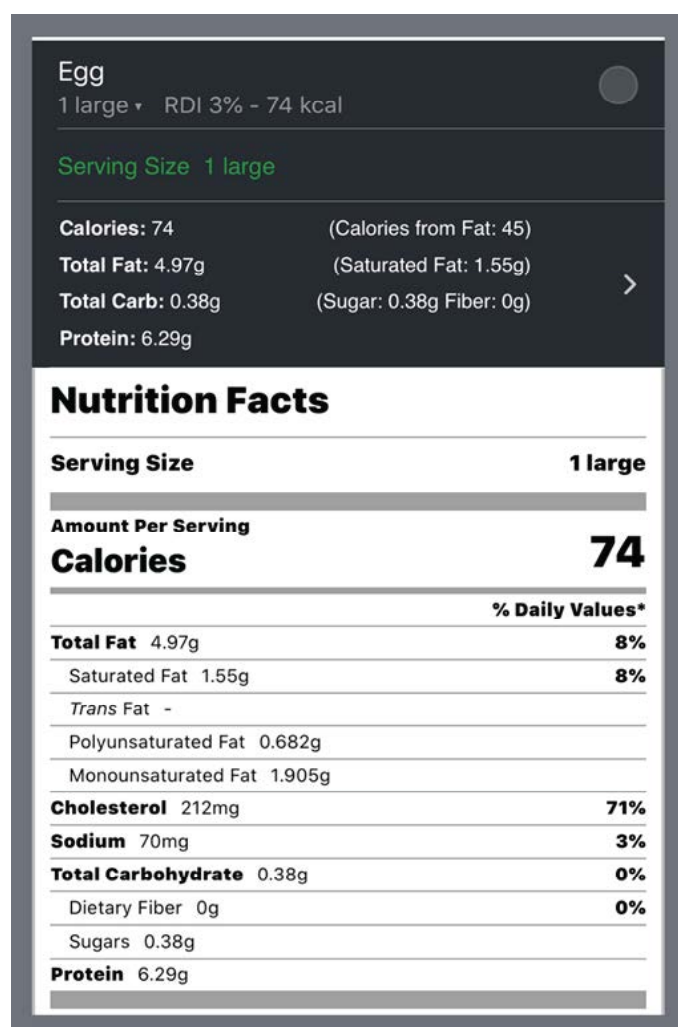 Egg
1 large ▾ RDI 3% - 74 kcal
Serving Size 1 large
Calories: 74 (Calories from Fat: 45)
Total Fat: 4.97g (Saturated Fat: 1.55g)
Total Carb: 0.38g (Sugar: 0.38g Fiber: 0g)
Protein: 6.29g
Nutrition Facts
Serving Size 1 large
Amount Per Serving
Calories 74
% Daily Values*
Total Fat 4.97g 8%
Saturated Fat 1.55g 8%
Trans Fat -
Polyunsaturated Fat 0.682g
Monounsaturated Fat 1.905g
Cholesterol 212mg 71%
Sodium 70mg 3%
Total Carbohydrate 0.38g 0%
Dietary Fiber 0g 0%
Sugars 0.38g
Protein 6.29g